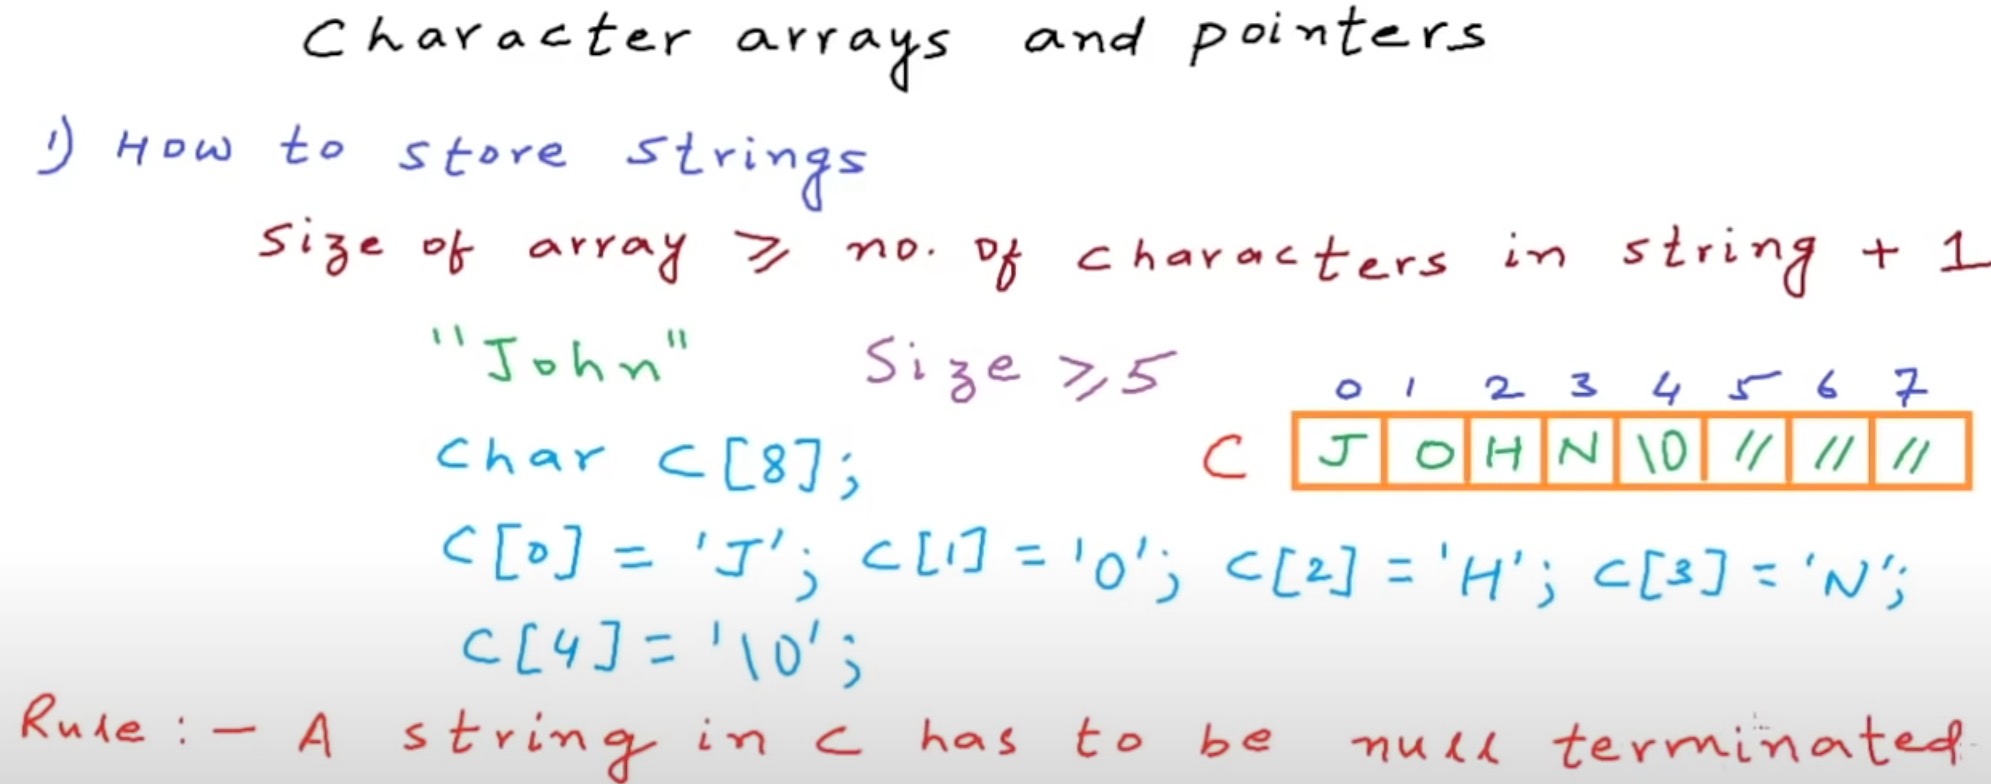 Character arrays and pointers
1) How to store strings
Size of array ≥ no. of characters in string + 1
"John" Size ≥ 5
0 1 2 3 4 5 6 7
Char C[8]; C J O H N \0 // // //
C[0] = 'J'; C[1] = 'O'; C[2] = 'H'; C[3] = 'N';
C[4] = '\0';
Rule :- A string in C has to be null terminated